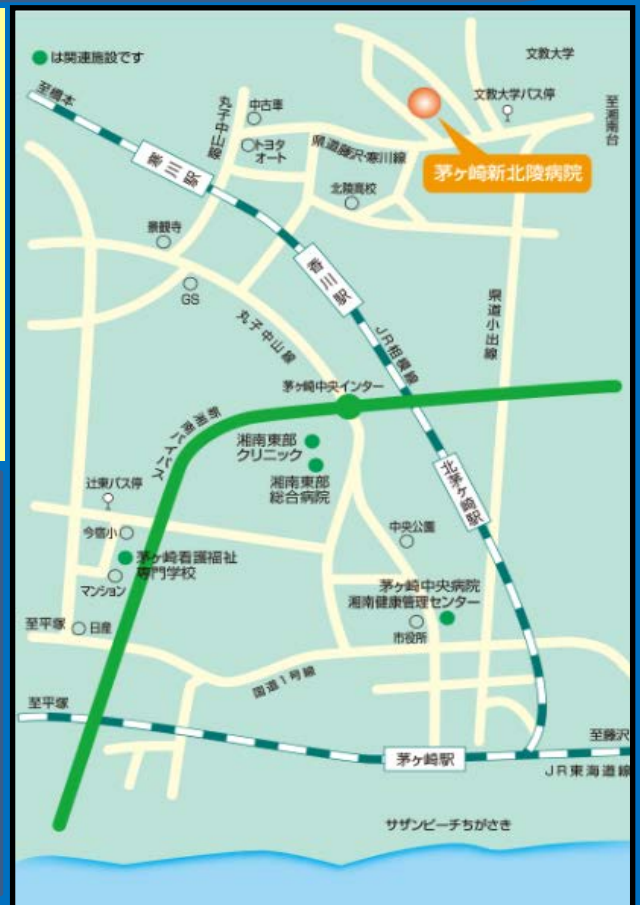 ●は関連施設です
文教大学
至橋本
中古車
文教大学バス停
至湘南台
丸子中山線
トヨタ
オート
県道藤沢・寒川線
寒川駅
茅ヶ崎新北陵病院
北陵高校
景観寺
香川駅
GS
県道小出線
丸子中山線
JR相模線
茅ヶ崎中央インター
新湘南バイパス
湘南東部
クリニック
湘南東部
総合病院
北茅ヶ崎駅
辻東バス停
今宿小
中央公園
茅ヶ崎看護福祉
専門学校
マンション
茅ヶ崎中央病院
湘南健康管理センター
至平塚
日産
市役所
国道1号線
至平塚
至藤沢
茅ヶ崎駅
JR東海道線
サザンビーチちがさき